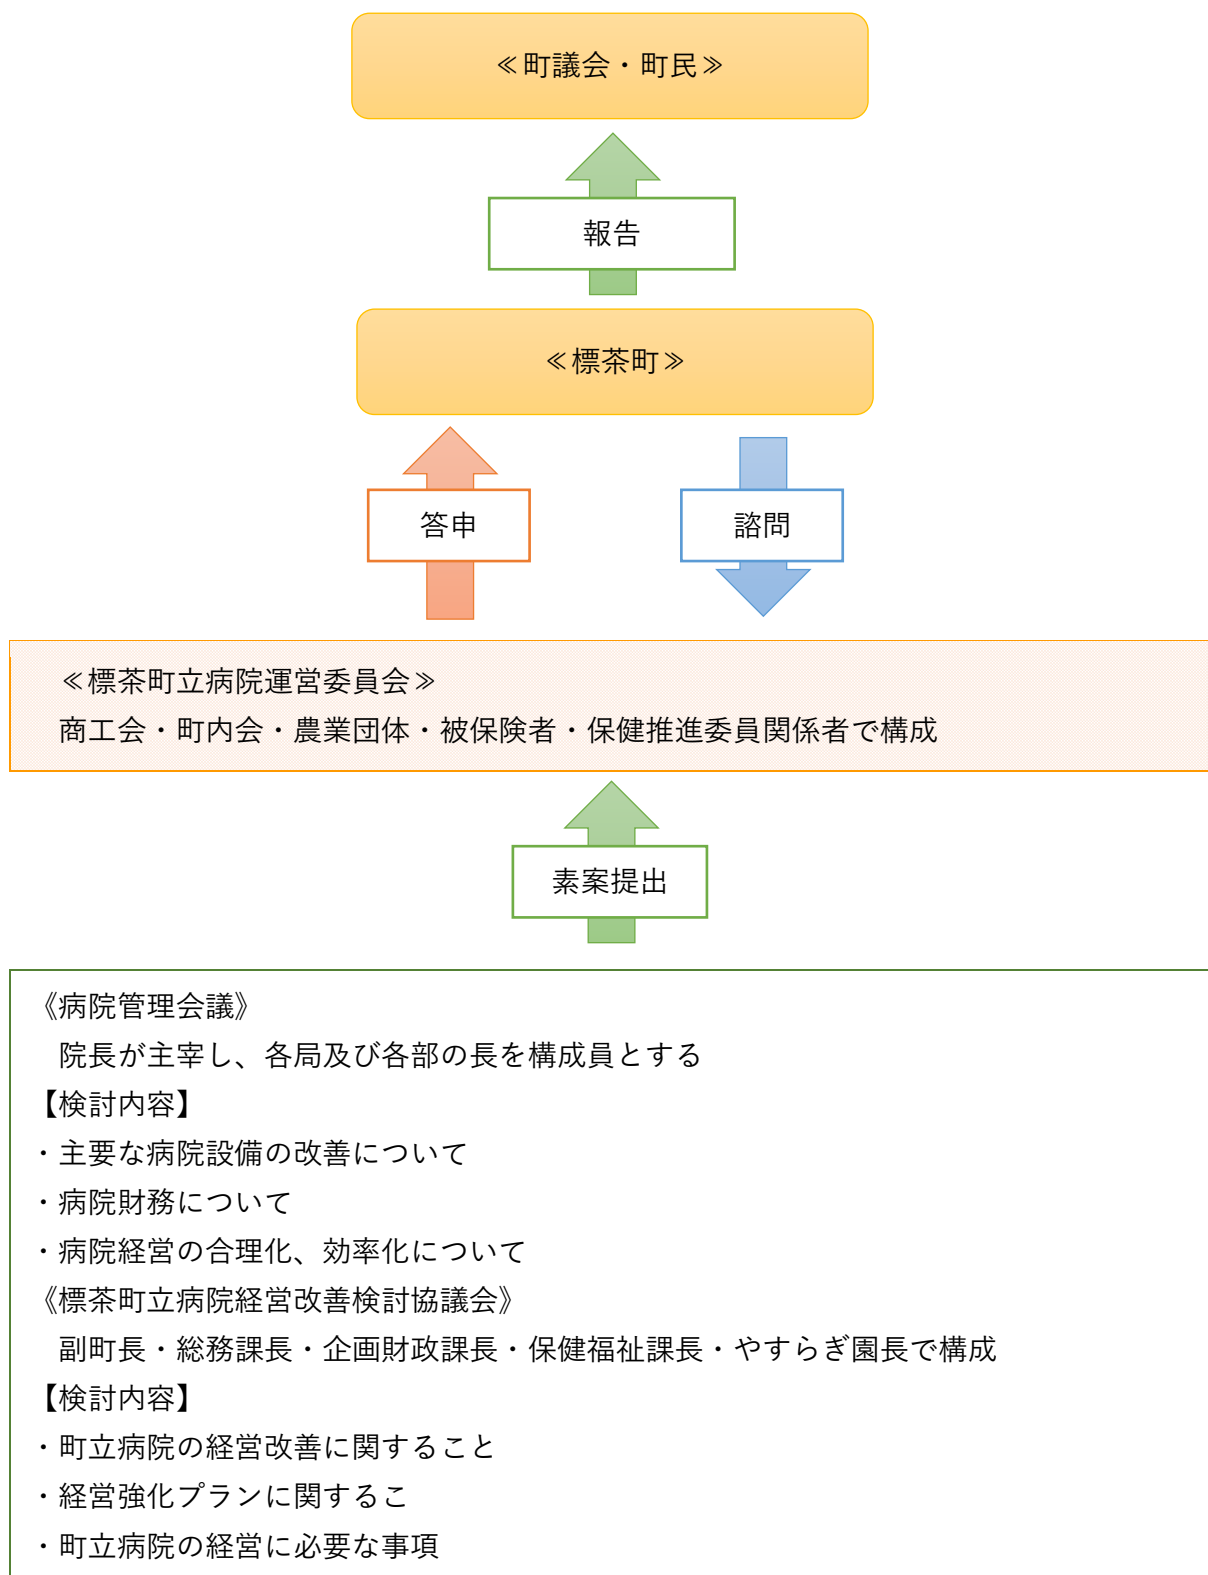 ≪町議会・町民≫
報告
≪標茶町≫
答申
諮問
≪標茶町立病院運営委員会≫
商工会・町内会・農業団体・被保険者・保健推進委員関係者で構成
素案提出
《病院管理会議》
院長が主宰し、各局及び各部の長を構成員とする
【検討内容】
・主要な病院設備の改善について
・病院財務について
・病院経営の合理化、効率化について
《標茶町立病院経営改善検討協議会》
副町長・総務課長・企画財政課長・保健福祉課長・やすらぎ園長で構成
【検討内容】
・町立病院の経営改善に関すること
・経営強化プランに関するこ
・町立病院の経営に必要な事項